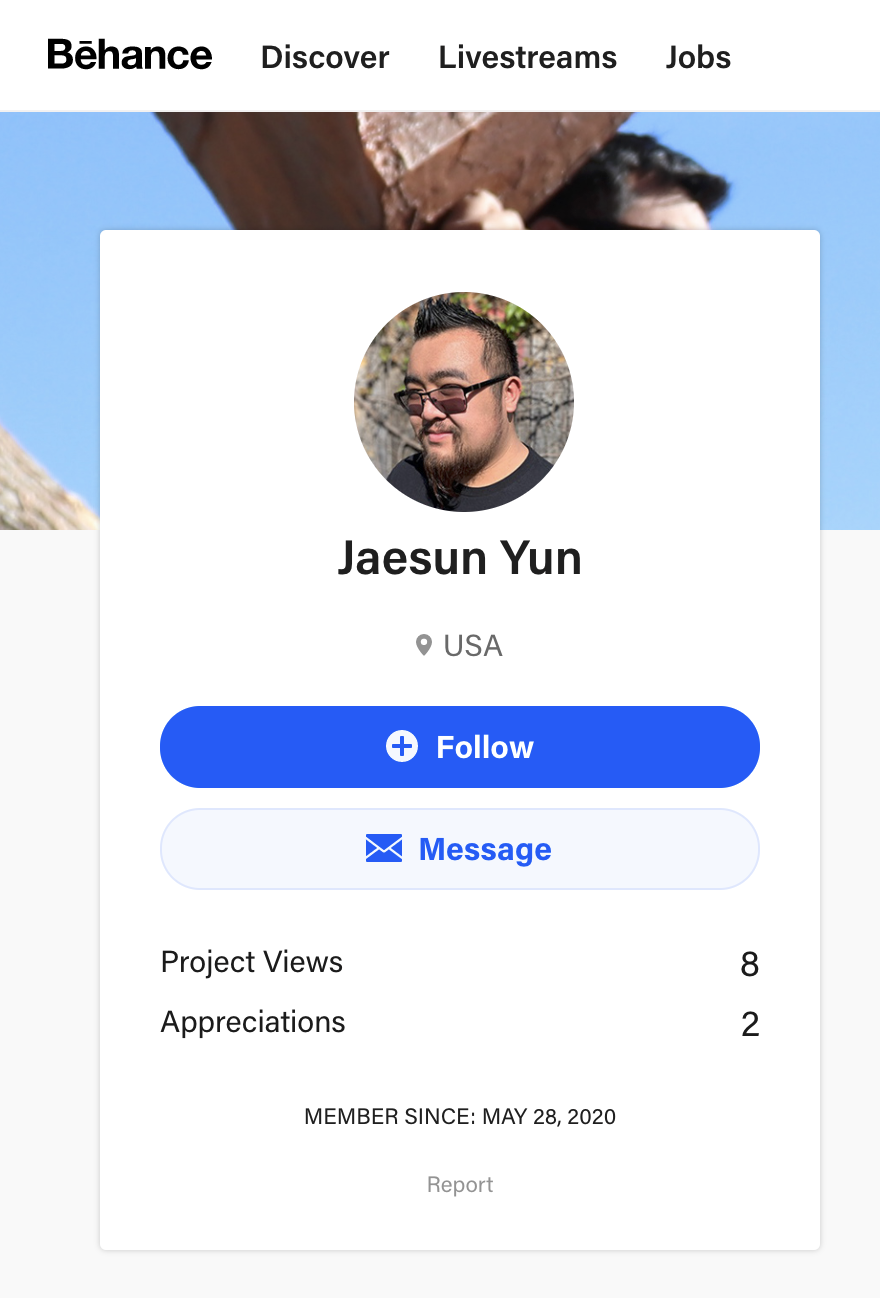 Bēhance Discover Livestreams Jobs
Jaesun Yun
USA
Follow
Message
Project Views 8
Appreciations 2
MEMBER SINCE: MAY 28, 2020
Report